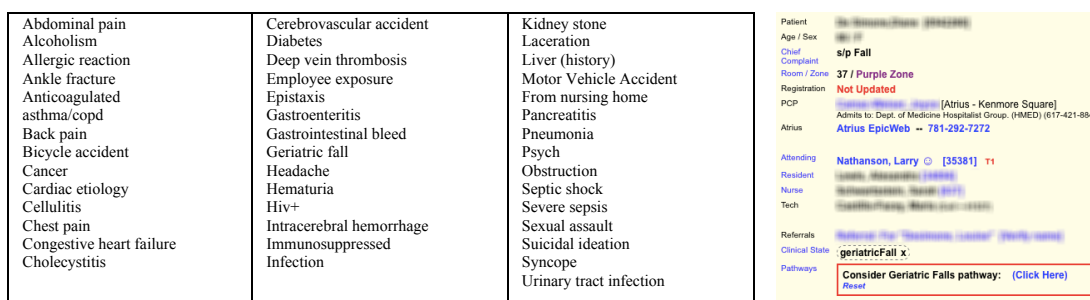 Abdominal pain
Alcoholism
Allergic reaction
Ankle fracture
Anticoagulated
asthma/copd
Back pain
Bicycle accident
Cancer
Cardiac etiology
Cellulitis
Chest pain
Congestive heart failure
Cholecystitis
Cerebrovascular accident
Diabetes
Deep vein thrombosis
Employee exposure
Epistaxis
Gastroenteritis
Gastrointestinal bleed
Geriatric fall
Headache
Hematuria
Hiv+
Intracerebral hemorrhage
Immunosuppressed
Infection
Kidney stone
Laceration
Liver (history)
Motor Vehicle Accident
From nursing home
Pancreatitis
Pneumonia
Psych
Obstruction
Septic shock
Severe sepsis
Sexual assault
Suicidal ideation
Syncope
Urinary tract infection
Patient
Age / Sex
Chief Complaint s/p Fall
Room / Zone 37 / Purple Zone
Registration Not Updated
PCP [Atrius - Kenmore Square]
Admits to: Dept. of Medicine Hospitalist Group. (HMED) (617-421-88
Atrius Atrius EpicWeb -- 781-292-7272
Attending Nathanson, Larry ☺ [35381] T1
Resident
Nurse
Tech
Referrals
Clinical State geriatricFall x
Pathways Consider Geriatric Falls pathway: (Click Here)
Reset